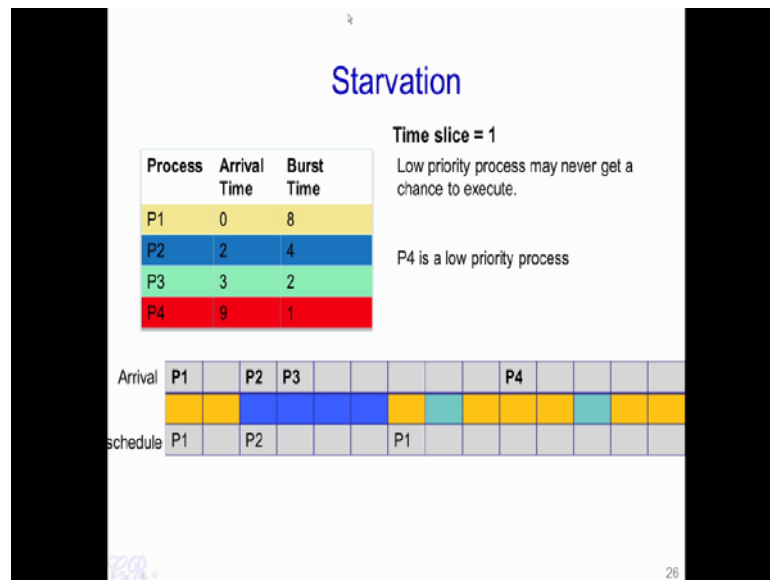 Starvation
Time slice = 1
Low priority process may never get a
chance to execute.
P4 is a low priority process
Process Arrival Burst
Time Time
P1 0 8
P2 2 4
P3 3 2
P4 9 1
Arrival P1 P2 P3 P4
schedule P1 P2 P1
26